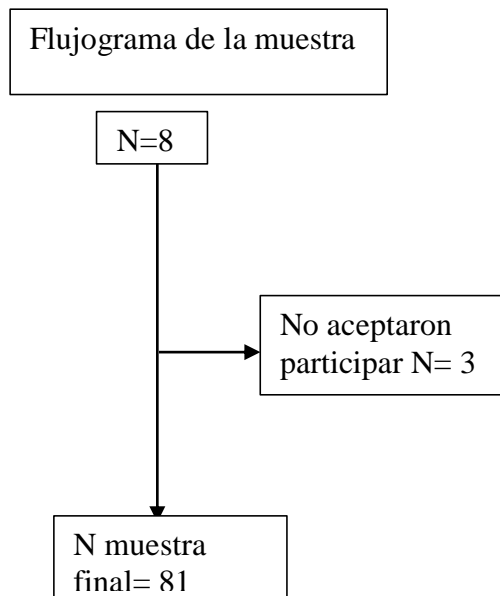 Flujograma de la muestra
N=8
No aceptaron
participar N= 3
N muestra
final= 81